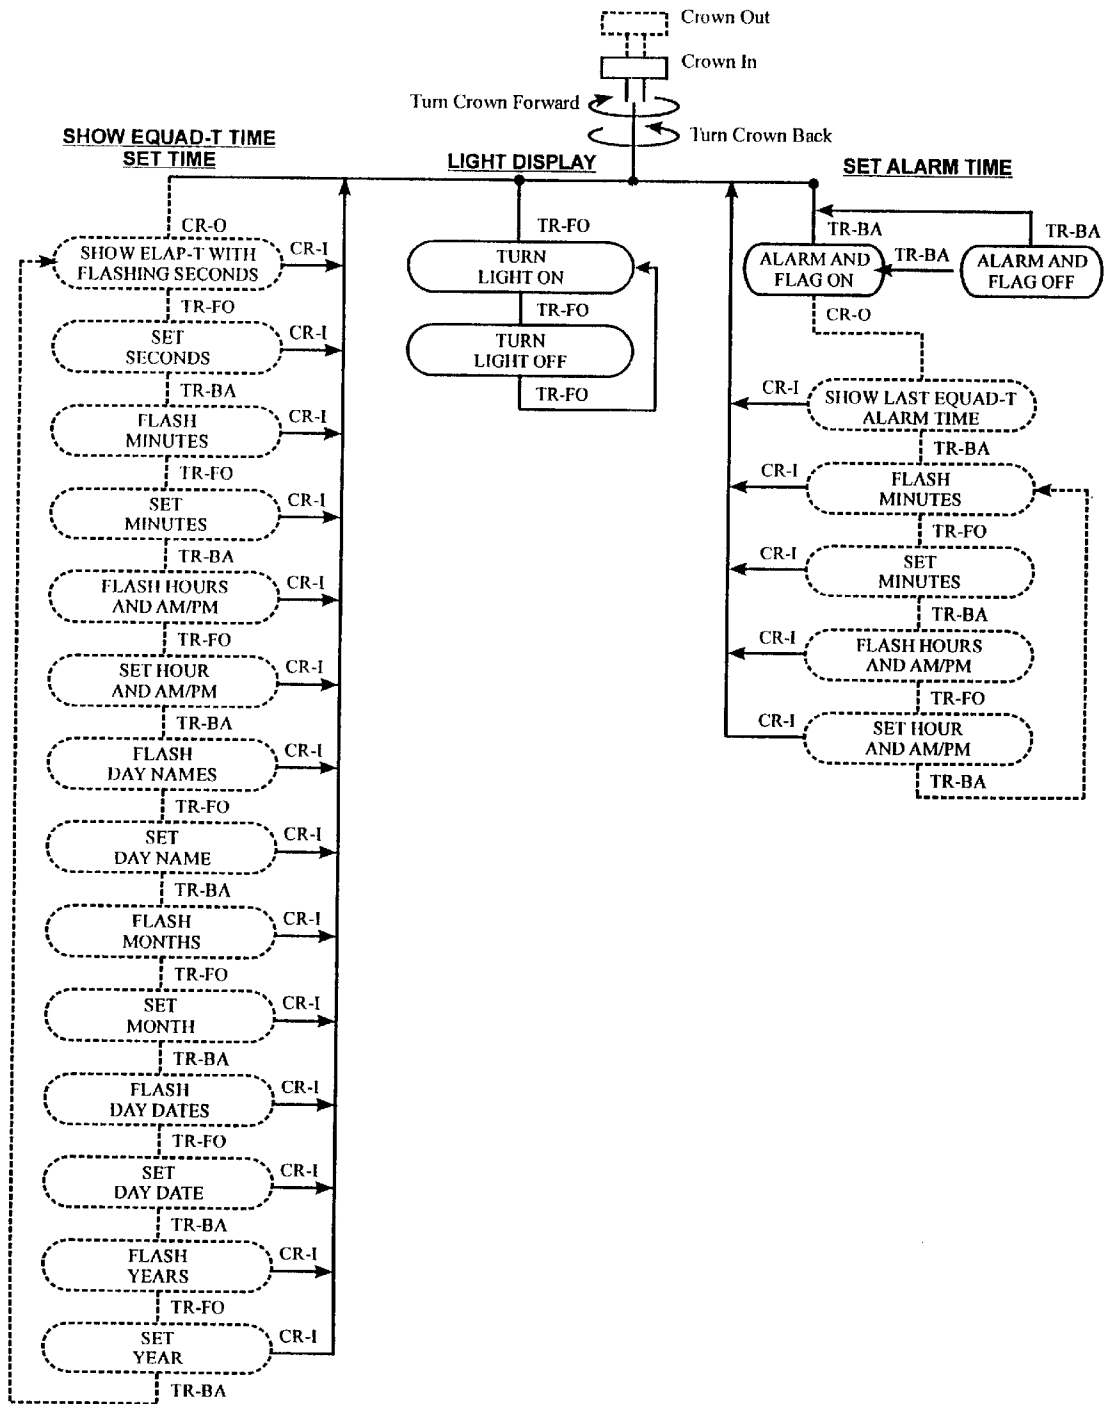 Crown Out
Crown In
Turn Crown Forward
Turn Crown Back
SHOW EQUAD-T TIME
SET TIME
CR-O
SHOW ELAP-T WITH
FLASHING SECONDS
CR-I
TR-FO
SET
SECONDS
CR-I
TR-BA
FLASH
MINUTES
CR-I
TR-FO
SET
MINUTES
CR-I
TR-BA
FLASH HOURS
AND AM/PM
CR-I
TR-FO
SET HOUR
AND AM/PM
CR-I
TR-BA
FLASH
DAY NAMES
CR-I
TR-FO
SET
DAY NAME
CR-I
TR-BA
FLASH
MONTHS
CR-I
TR-FO
SET
MONTH
CR-I
TR-BA
FLASH
DAY DATES
CR-I
TR-FO
SET
DAY DATE
CR-I
TR-BA
FLASH
YEARS
CR-I
TR-FO
SET
YEAR
CR-I
TR-BA
LIGHT DISPLAY
TR-FO
TURN
LIGHT ON
TR-FO
TURN
LIGHT OFF
TR-FO
SET ALARM TIME
TR-BA
TR-BA
ALARM AND
FLAG ON
TR-BA
ALARM AND
FLAG OFF
CR-O
CR-I
SHOW LAST EQUAD-T
ALARM TIME
TR-BA
CR-I
FLASH
MINUTES
TR-FO
CR-I
SET
MINUTES
TR-BA
CR-I
FLASH HOURS
AND AM/PM
TR-FO
CR-I
SET HOUR
AND AM/PM
TR-BA